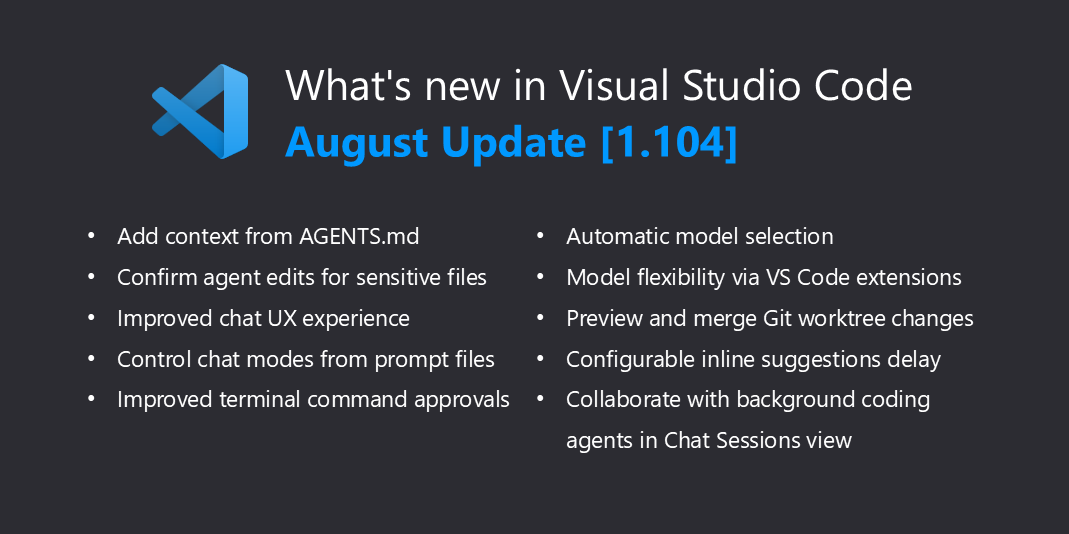 What's new in Visual Studio Code
August Update [1.104]
• Add context from AGENTS.md
• Confirm agent edits for sensitive files
• Improved chat UX experience
• Control chat modes from prompt files
• Improved terminal command approvals
• Automatic model selection
• Model flexibility via VS Code extensions
• Preview and merge Git worktree changes
• Configurable inline suggestions delay
• Collaborate with background coding
agents in Chat Sessions view